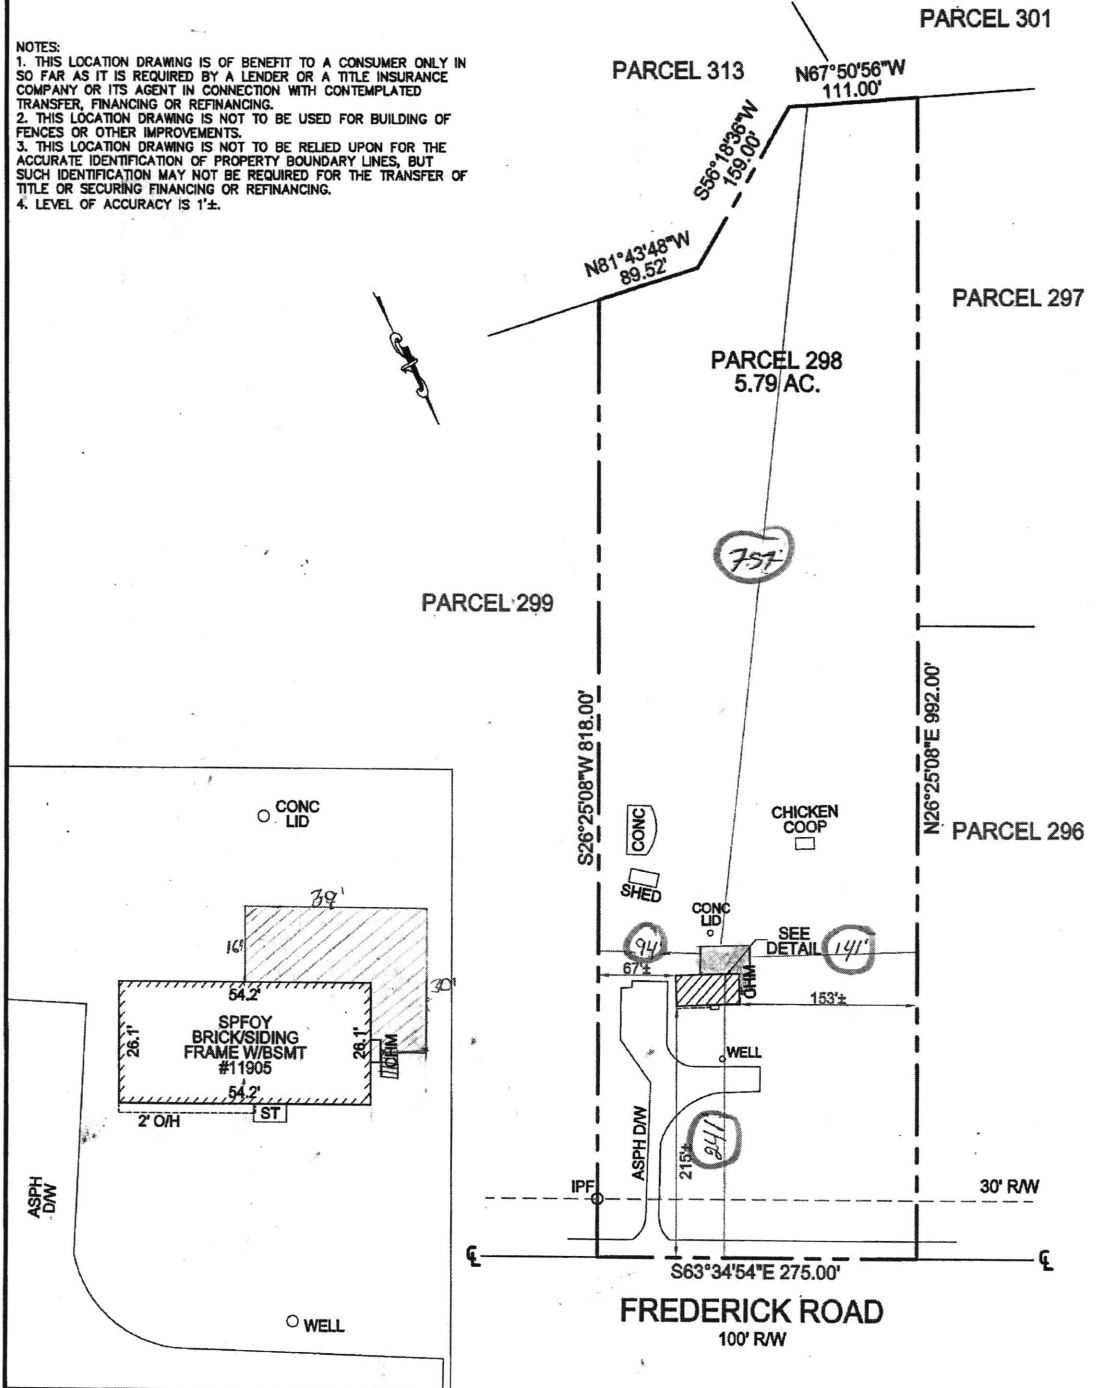 PARCEL 301
NOTES:
1. THIS LOCATION DRAWING IS OF BENEFIT TO A CONSUMER ONLY IN
SO FAR AS IT IS REQUIRED BY A LENDER OR A TITLE INSURANCE
COMPANY OR ITS AGENT IN CONNECTION WITH CONTEMPLATED
TRANSFER, FINANCING OR REFINANCING.
2. THIS LOCATION DRAWING IS NOT TO BE USED FOR BUILDING OF
FENCES OR OTHER IMPROVEMENTS.
3. THIS LOCATION DRAWING IS NOT TO BE RELIED UPON FOR THE
ACCURATE IDENTIFICATION OF PROPERTY BOUNDARY LINES, BUT
SUCH IDENTIFICATION MAY NOT BE REQUIRED FOR THE TRANSFER OF
TITLE OR SECURING FINANCING OR REFINANCING.
4. LEVEL OF ACCURACY IS 1'±.
PARCEL 313
N67°50'56"W
111.00'
S56°18'36"W
159.00'
N81°43'48"W
89.52'
PARCEL 297
PARCEL 298
5.79 AC.
757'
PARCEL 299
S26°25'08"W 818.00'
N26°25'08"E 992.00'
PARCEL 296
CONC
CHICKEN
COOP
SHED
CONC
LID
SEE
DETAIL
94'
141'
67'±
OHM
153'±
WELL
ASPH D/W
215'±
241
IPF
30' R/W
S63°34'54"E 275.00'
FREDERICK ROAD
100' R/W
CONC
LID
39'
16'
30'
54.2'
26.1'
SPFOY
BRICK/SIDING
FRAME W/BSMT
#11905
26.1'
OHM
54.2'
2' O/H
ST
ASPH
D/W
WELL